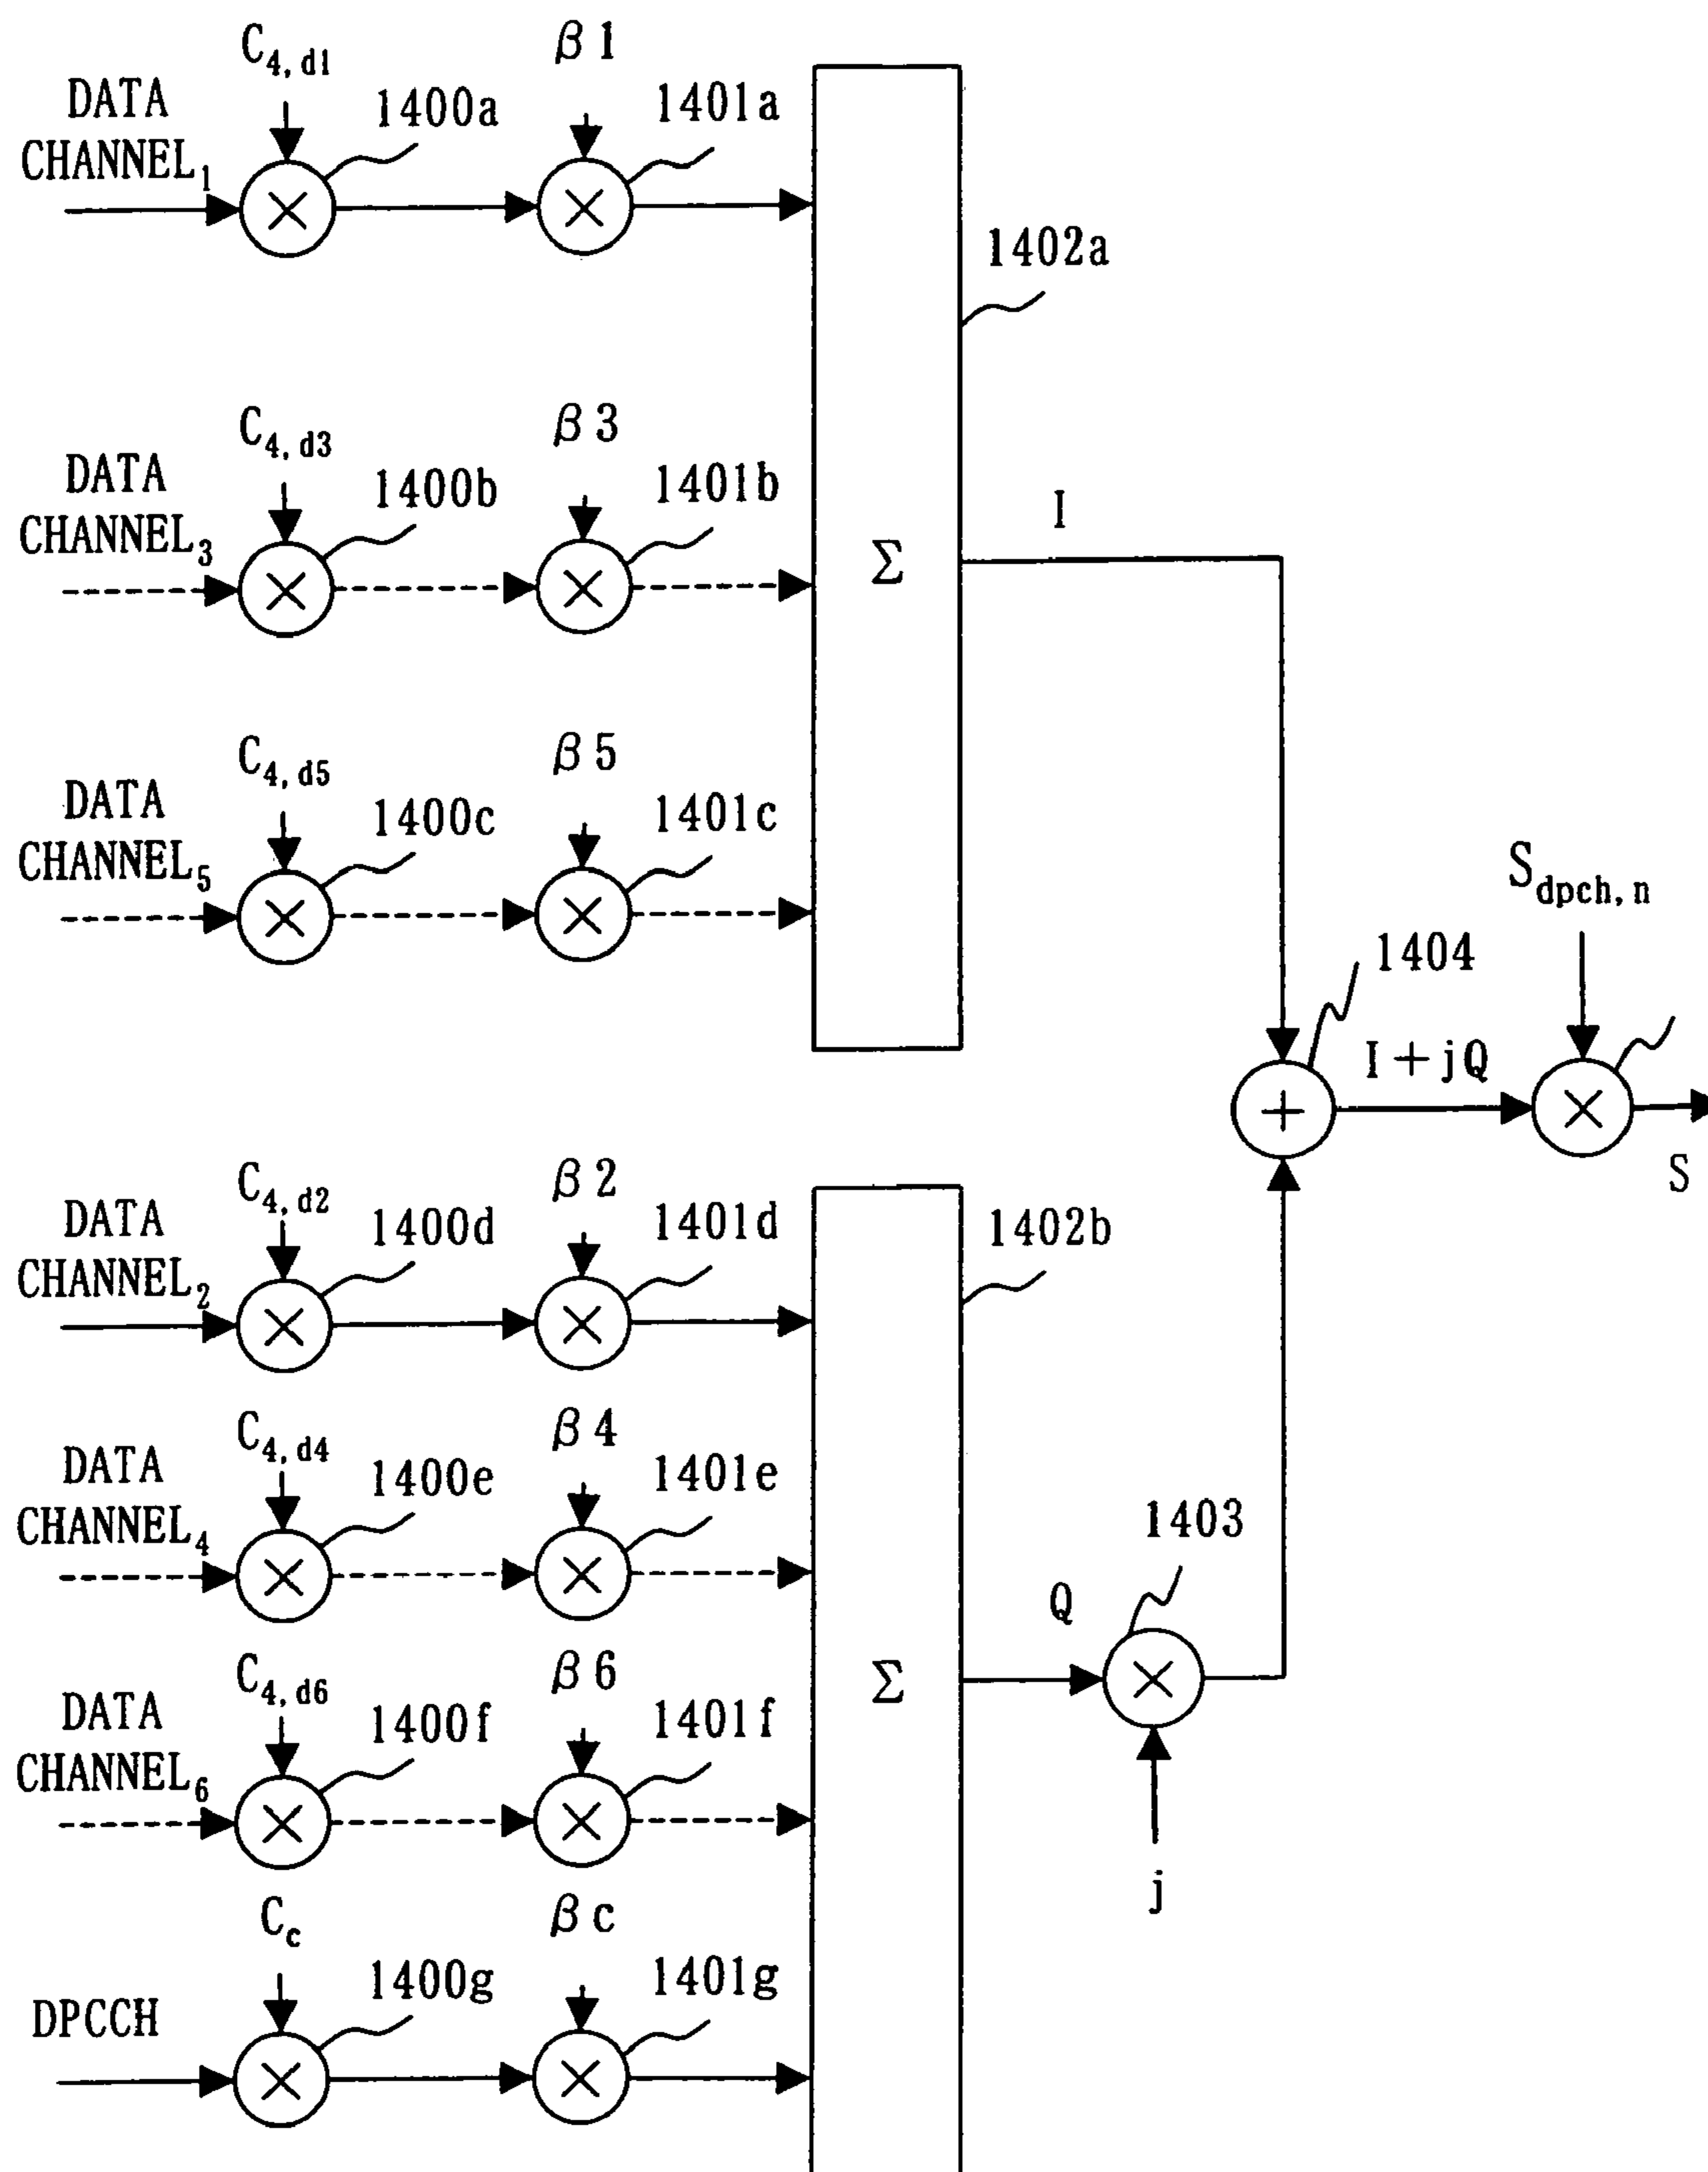 C4,d1
β1
DATA
CHANNEL1
1400a
1401a
1402a
C4,d3
β3
DATA
CHANNEL3
1400b
1401b
I
Σ
C4,d5
β5
DATA
CHANNEL5
1400c
1401c
Sdpch,n
1404
I+jQ
S
C4,d2
β2
DATA
CHANNEL2
1400d
1401d
1402b
C4,d4
β4
DATA
CHANNEL4
1400e
1401e
1403
Q
Σ
C4,d6
β6
DATA
CHANNEL6
1400f
1401f
j
Cc
βc
DPCCH
1400g
1401g